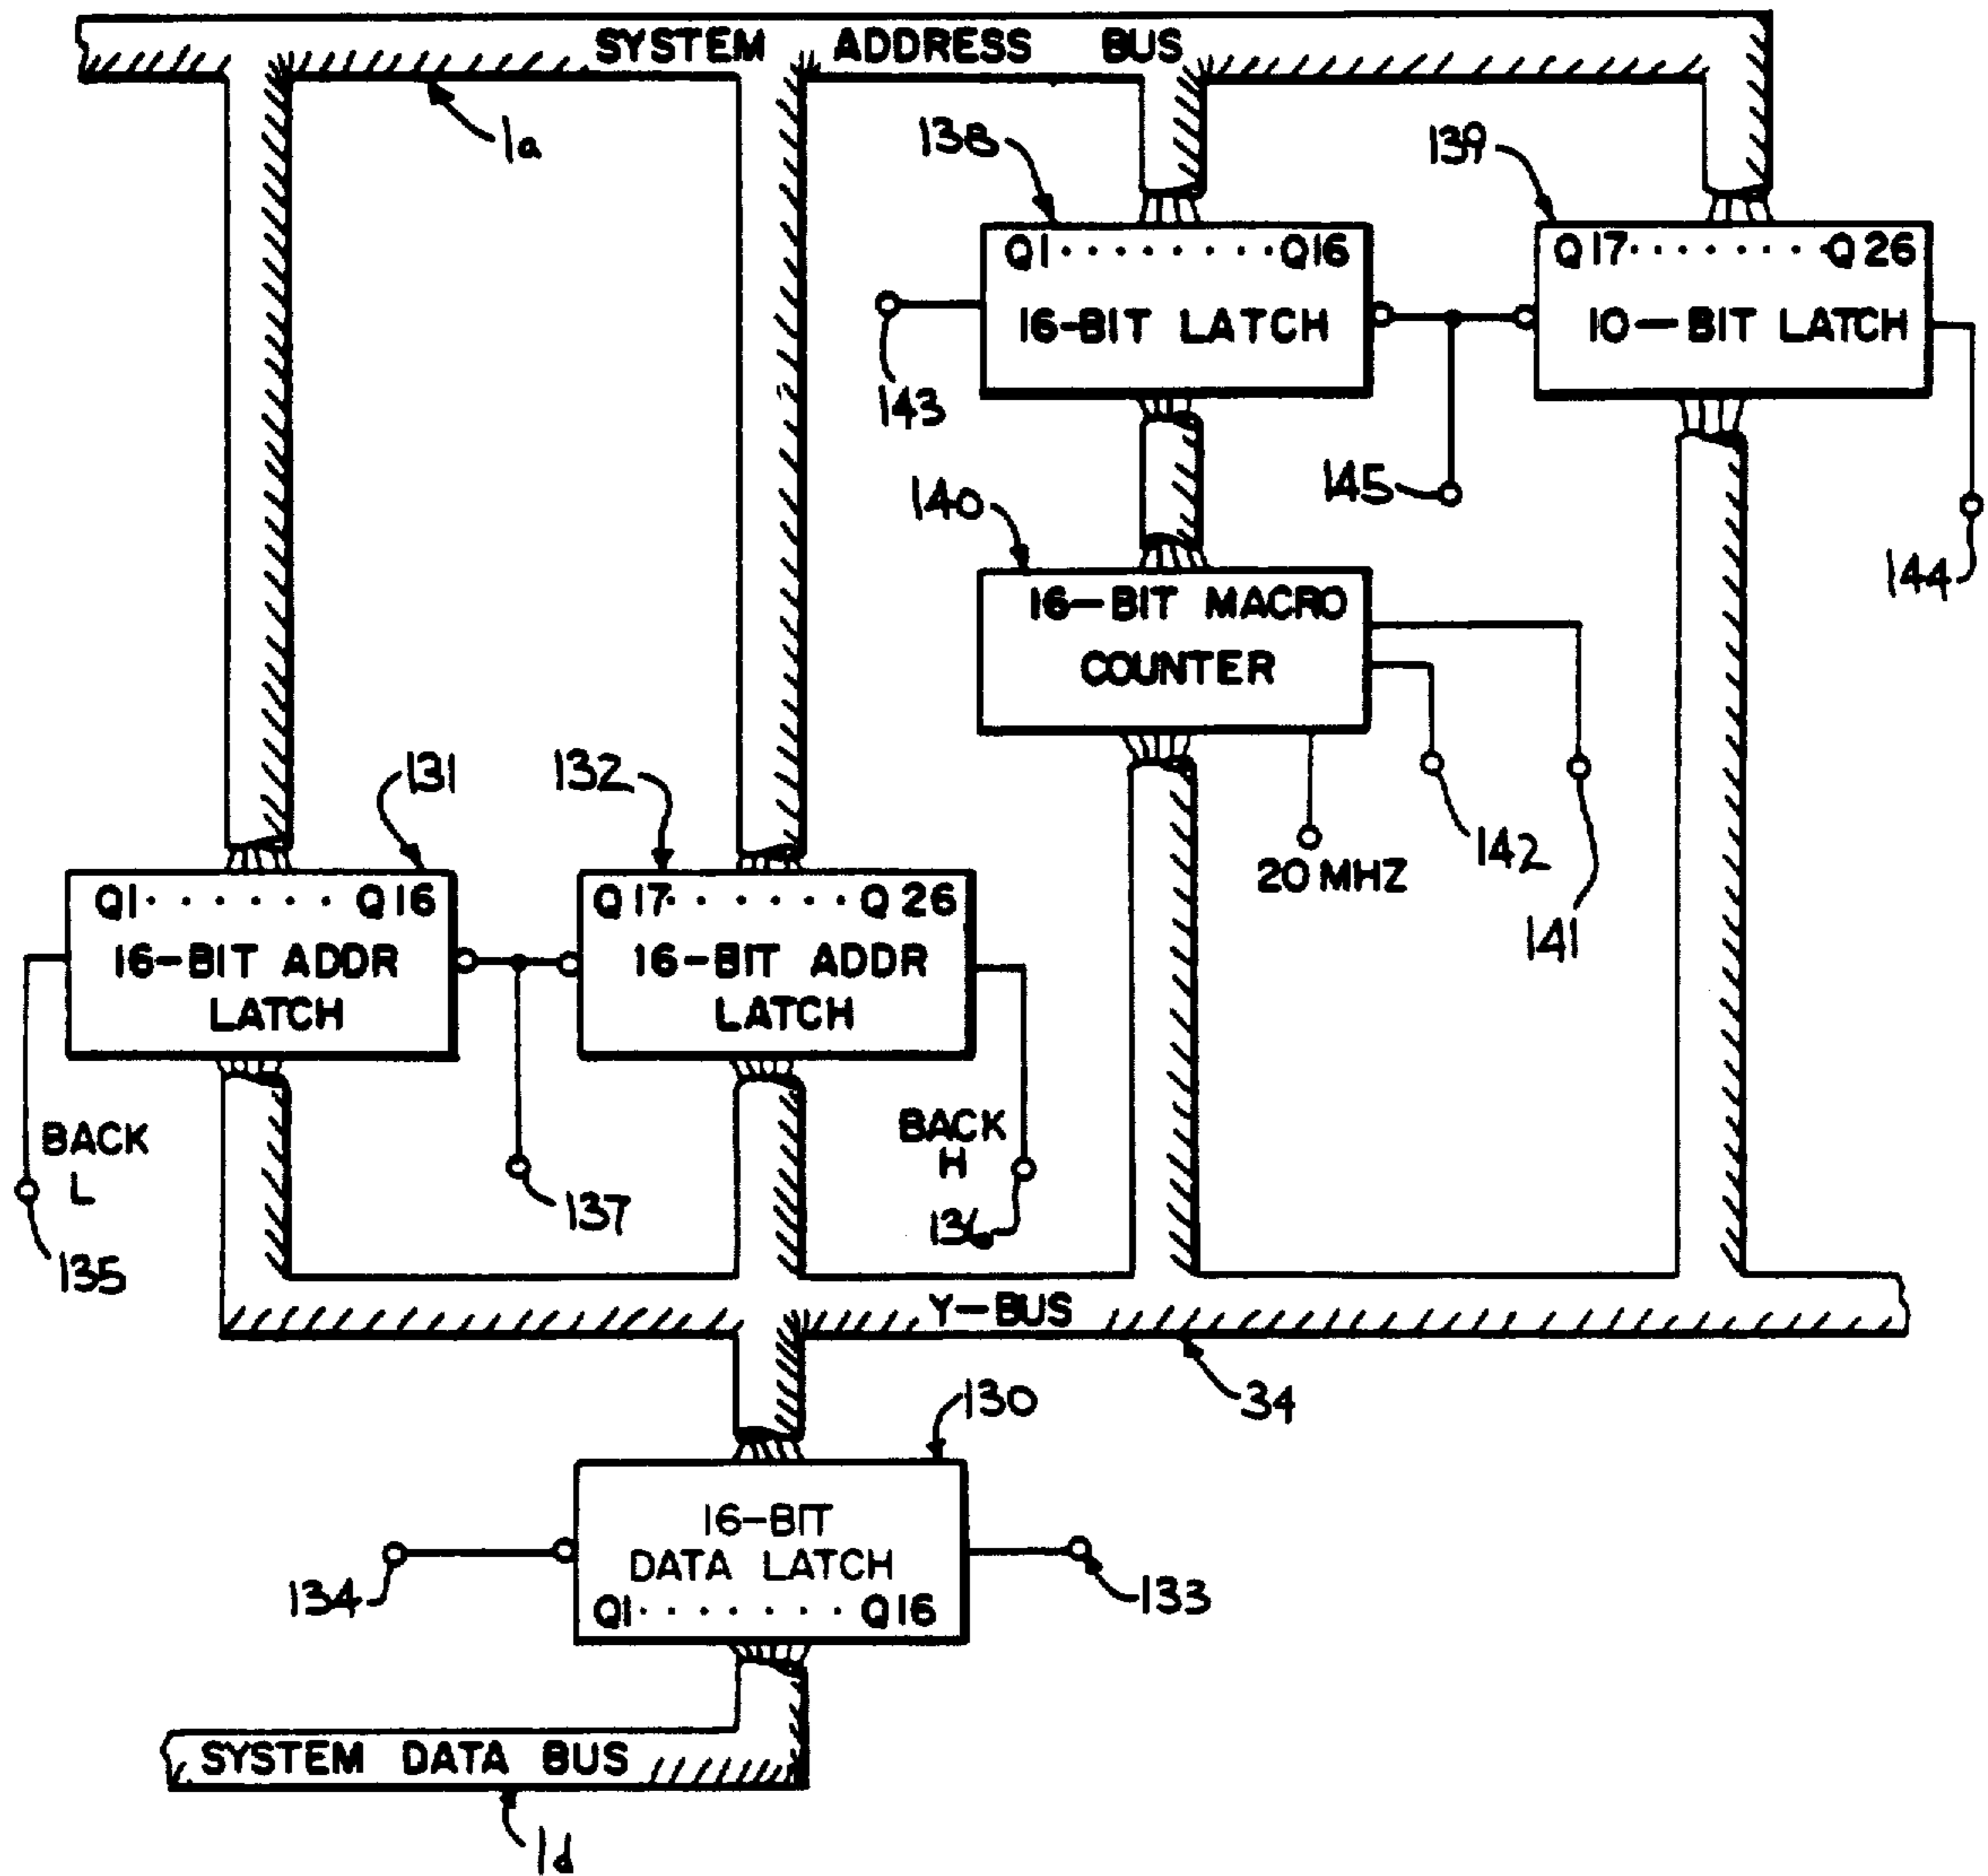 SYSTEM ADDRESS BUS
1a
138
139
Q1········Q16
16-BIT LATCH
Q17·······Q26
10-BIT LATCH
143
145
144
140
16-BIT MACRO
COUNTER
142
141
20 MHZ
131
132
Q1······Q16
16-BIT ADDR
LATCH
Q17······Q26
16-BIT ADDR
LATCH
BACK
L
135
137
BACK
H
136
Y-BUS
34
130
16-BIT
DATA LATCH
Q1·······Q16
134
133
SYSTEM DATA BUS
1d